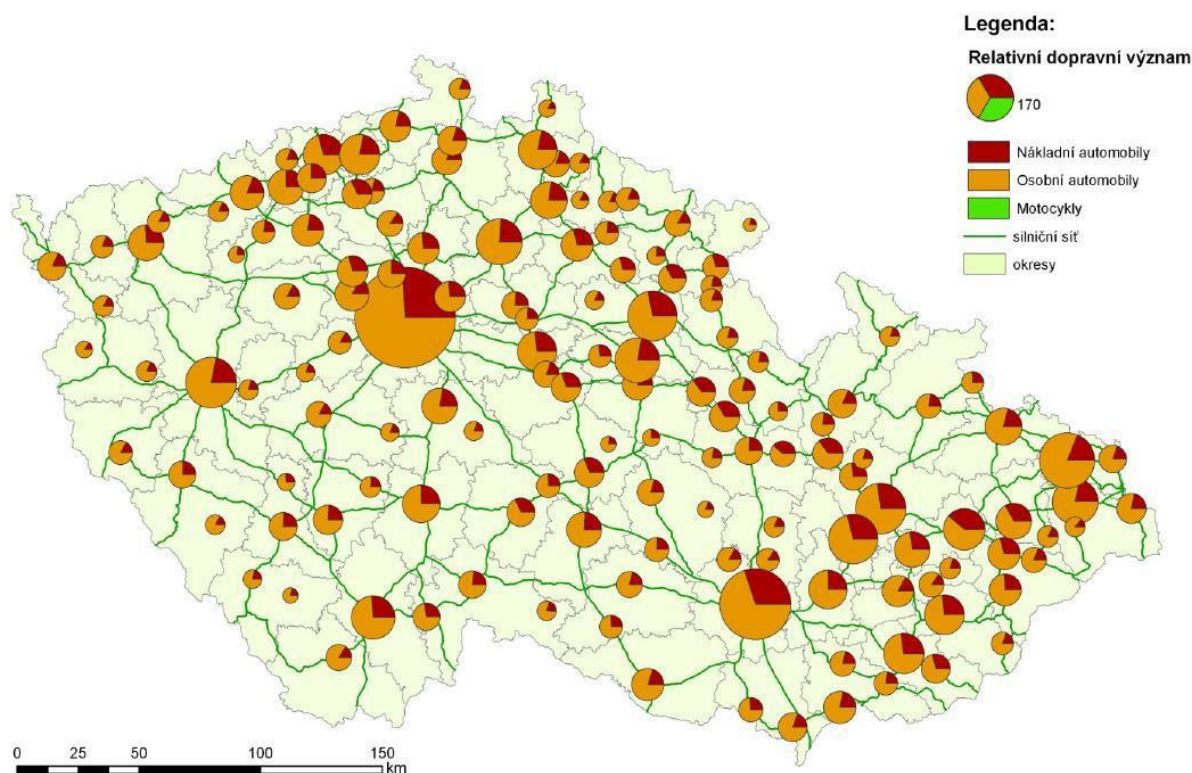 Legenda:
Relativní dopravní význam
170
Nákladní automobily
Osobní automobily
Motocykly
silniční síť
okresy
0 25 50 100 150
km